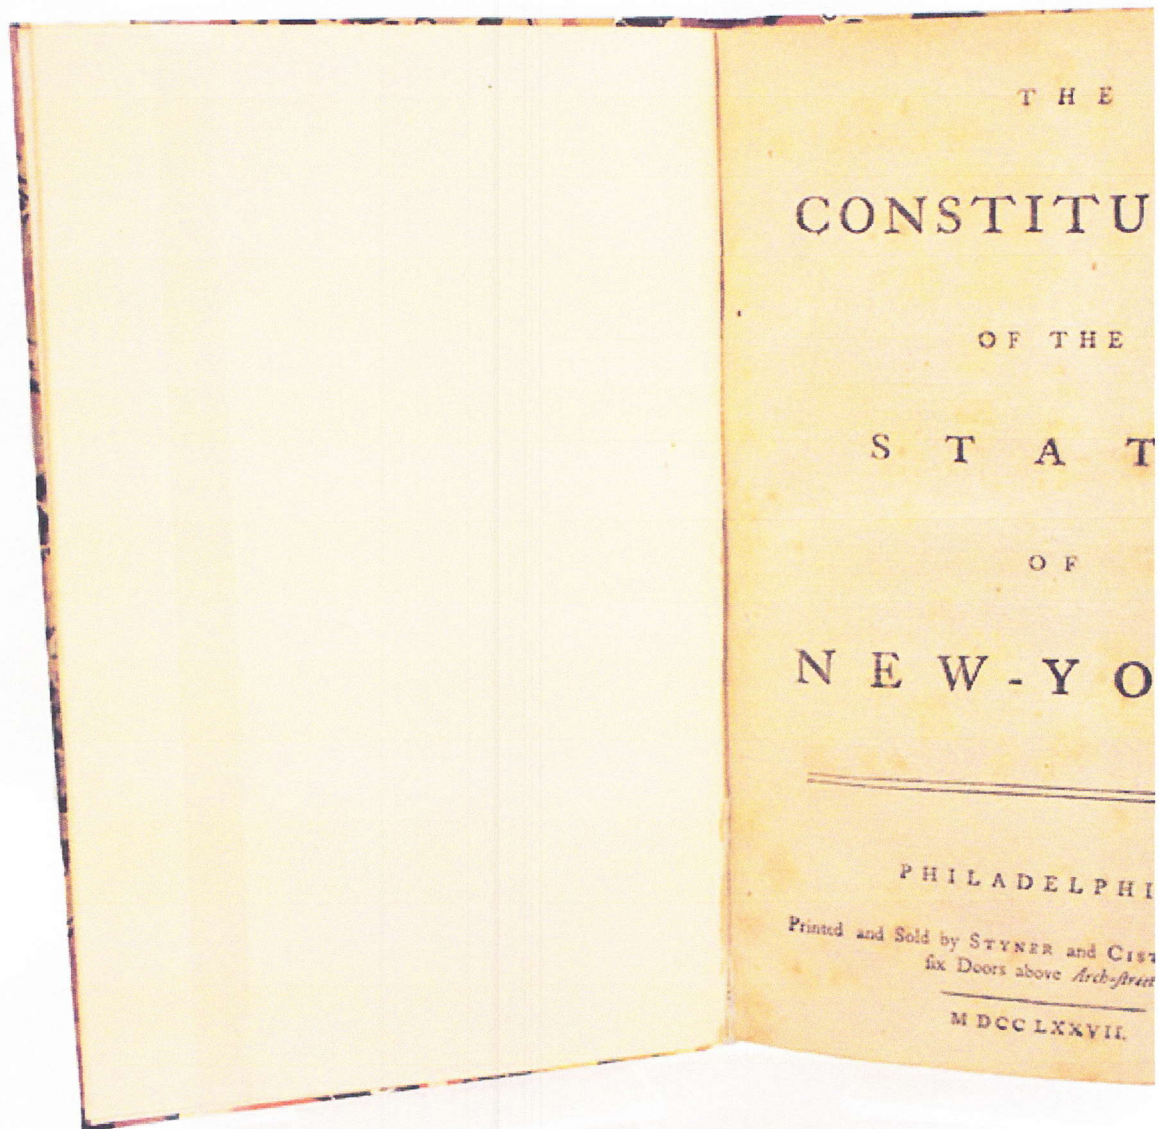 THE
CONSTITU
OF THE
STAT
OF
NEW-YO
PHILADELPHI
Printed and Sold by STYNER and CIST
ſix Doors above Arch-ſtreet
MDCCLXXVII.